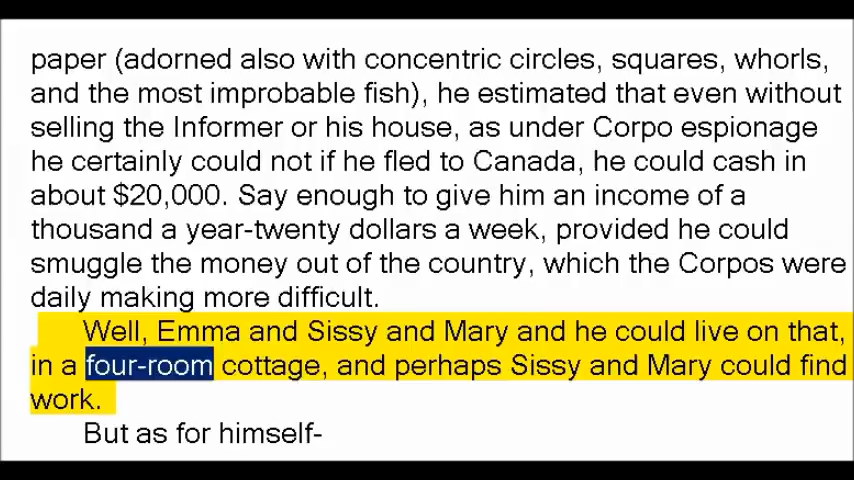 paper (adorned also with concentric circles, squares, whorls,
and the most improbable fish), he estimated that even without
selling the Informer or his house, as under Corpo espionage
he certainly could not if he fled to Canada, he could cash in
about $20,000. Say enough to give him an income of a
thousand a year-twenty dollars a week, provided he could
smuggle the money out of the country, which the Corpos were
daily making more difficult.
Well, Emma and Sissy and Mary and he could live on that,
in a four-room cottage, and perhaps Sissy and Mary could find
work.
But as for himself-